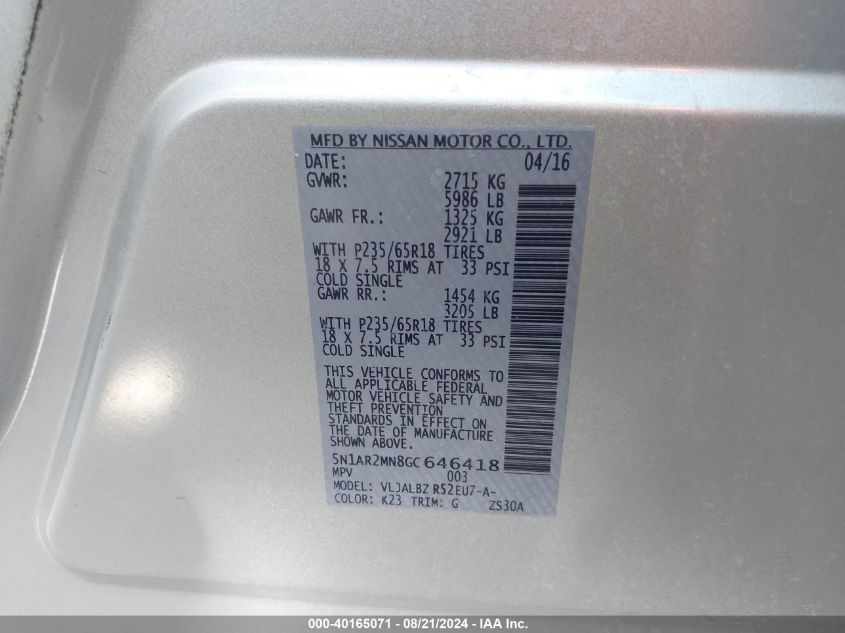 MFD BY NISSAN MOTOR CO., LTD.
DATE: 04/16
GVWR: 2715 KG
5986 LB
GAWR FR.: 1325 KG
2921 LB
WITH P235/65R18 TIRES
18 X 7.5 RIMS AT 33 PSI
COLD SINGLE
GAWR RR.: 1454 KG
3205 LB
WITH P235/65R18 TIRES
18 X 7.5 RIMS AT 33 PSI
COLD SINGLE
THIS VEHICLE CONFORMS TO
ALL APPLICABLE FEDERAL
MOTOR VEHICLE SAFETY AND
THEFT PREVENTION
STANDARDS IN EFFECT ON
THE DATE OF MANUFACTURE
SHOWN ABOVE.
5N1AR2MN8GC 646418
MPV 003
MODEL: VLJALBZ R52EU7-A-
COLOR: K23 TRIM: G ZS30A
000-40165071 - 08/21/2024 - IAA Inc.